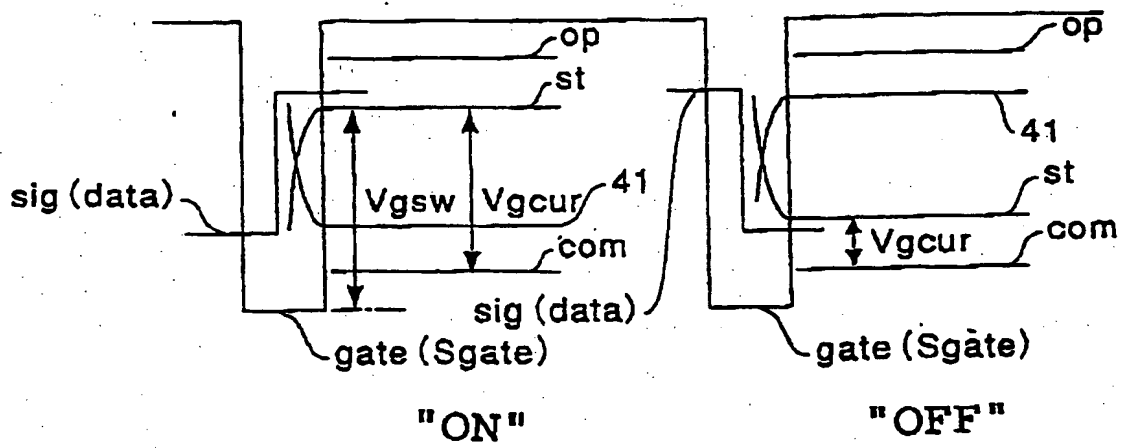 op
op
st
41
st
sig (data)
41
Vgsw
Vgcur
com
com
Vgcur
sig (data)
gate (Sgate)
gate (Sgate)
"ON"
"OFF"